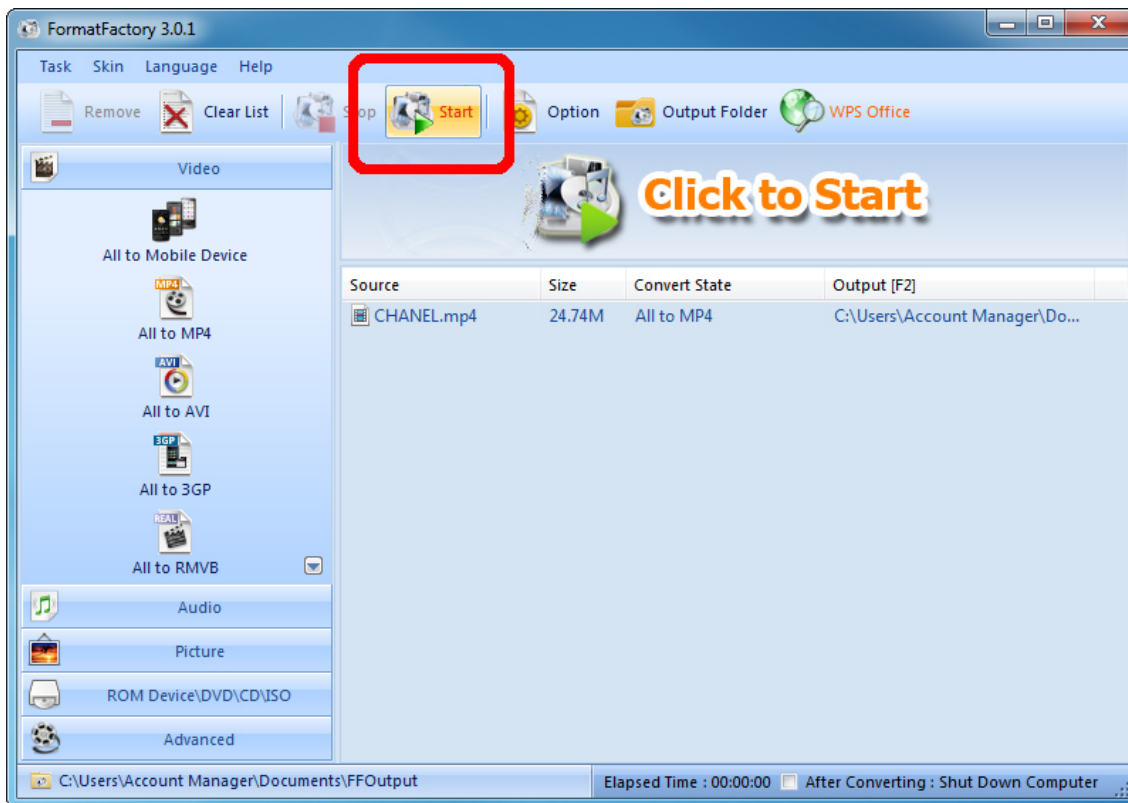 FormatFactory 3.0.1
Task Skin Language Help
Remove Clear List Stop Start Option Output Folder WPS Office
Video
Click to Start
All to Mobile Device
MP4
All to MP4
AVI
All to AVI
3GP
All to 3GP
REAL
All to RMVB
Source Size Convert State Output [F2]
CHANEL.mp4 24.74M All to MP4 C:\Users\Account Manager\Do...
Audio
Picture
ROM Device\DVD\CD\ISO
Advanced
C:\Users\Account Manager\Documents\FFOutput Elapsed Time : 00:00:00 After Converting : Shut Down Computer